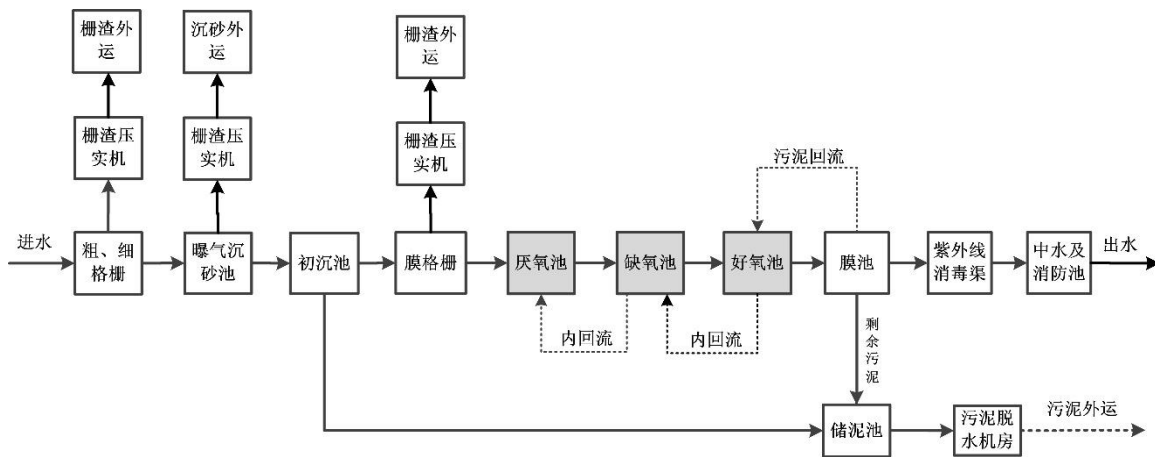 栅渣外
运
沉砂外
运
栅渣外
运
栅渣压
实机
栅渣压
实机
栅渣压
实机
污泥回流
进水
粗、细
格栅
曝气沉
砂池
初沉池
膜格栅
厌氧池
缺氧池
好氧池
膜池
紫外线
消毒渠
中水及
消防池
出水
内回流
内回流
剩
余
污
泥
储泥池
污泥脱
水机房
污泥外运